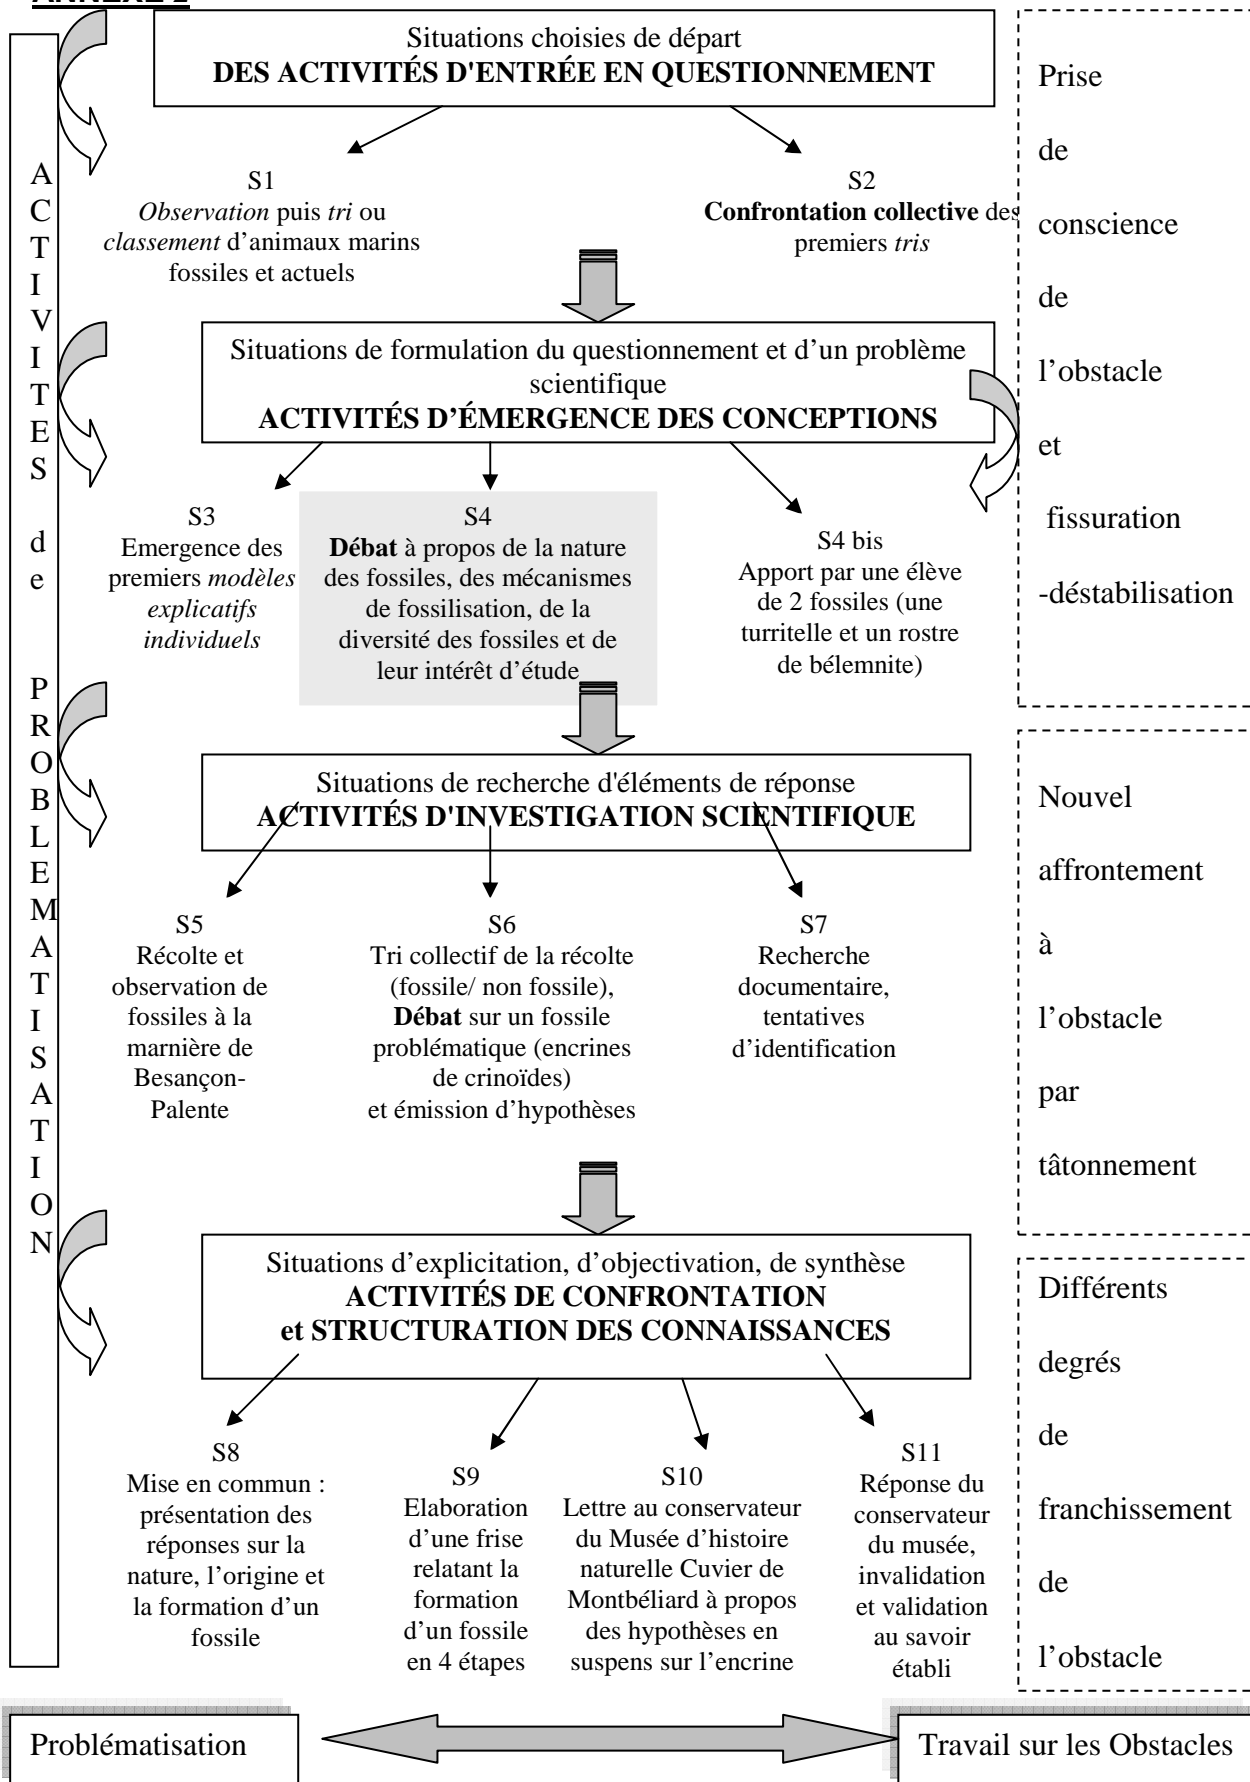 ANNEXE 2
Situations choisies de départ
DES ACTIVITÉS D'ENTRÉE EN QUESTIONNEMENT
S1
Observation puis tri ou
classement d’animaux marins
fossiles et actuels
S2
Confrontation collective des
premiers tris
Situations de formulation du questionnement et d’un problème
scientifique
ACTIVITÉS D’ÉMERGENCE DES CONCEPTIONS
S3
Emergence des
premiers modèles
explicatifs
individuels
S4
Débat à propos de la nature
des fossiles, des mécanismes
de fossilisation, de la
diversité des fossiles et de
leur intérêt d’étude
S4 bis
Apport par une élève
de 2 fossiles (une
turritelle et un rostre
de bélemnite)
Situations de recherche d'éléments de réponse
ACTIVITÉS D'INVESTIGATION SCIENTIFIQUE
S5
Récolte et
observation de
fossiles à la
marnière de
Besançon-
Palente
S6
Tri collectif de la récolte
(fossile/ non fossile),
Débat sur un fossile
problématique (encrines
de crinoïdes)
et émission d’hypothèses
S7
Recherche
documentaire,
tentatives
d’identification
Situations d’explicitation, d’objectivation, de synthèse
ACTIVITÉS DE CONFRONTATION
et STRUCTURATION DES CONNAISSANCES
S8
Mise en commun :
présentation des
réponses sur la
nature, l’origine et
la formation d’un
fossile
S9
Elaboration
d’une frise
relatant la
formation
d’un fossile
en 4 étapes
S10
Lettre au conservateur
du Musée d’histoire
naturelle Cuvier de
Montbéliard à propos
des hypothèses en
suspens sur l’encrine
S11
Réponse du
conservateur
du musée,
invalidation
et validation
au savoir
établi
ACTIVITES de PROBLEMATISATION
Prise
de
conscience
de
l’obstacle
et
fissuration
-déstabilisation
Nouvel
affrontement
à
l’obstacle
par
tâtonnement
Différents
degrés
de
franchissement
de
l’obstacle
Problématisation
Travail sur les Obstacles